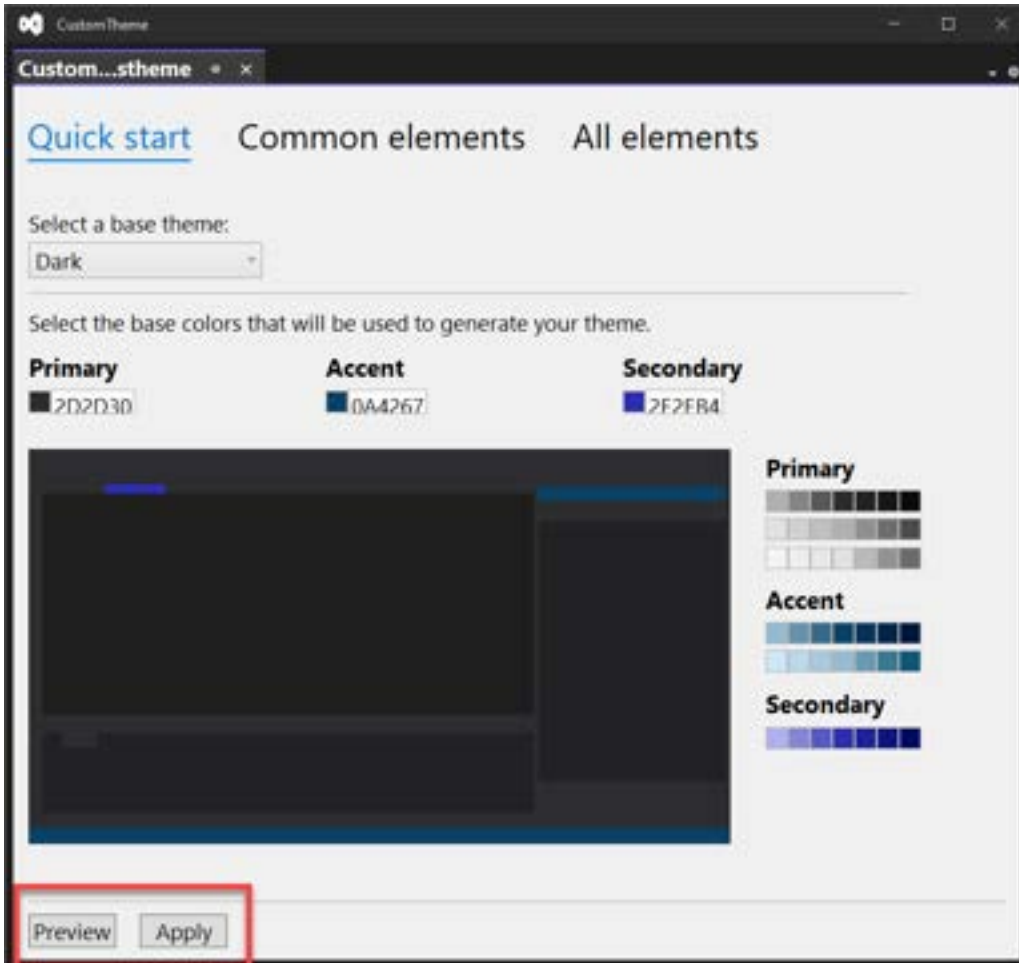 CustomTheme
Custom...stheme
Quick start Common elements All elements
Select a base theme:
Dark
Select the base colors that will be used to generate your theme.
Primary Accent Secondary
2D2D30 0A4267 2E2EB4
Primary
Accent
Secondary
Preview Apply